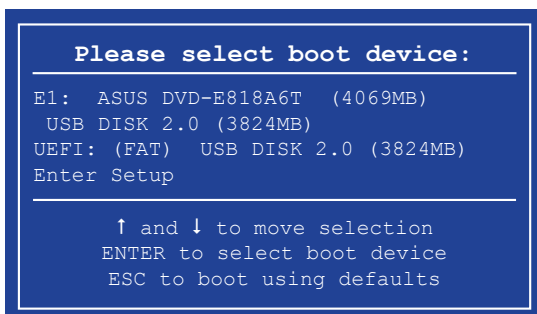 Please select boot device:
E1: ASUS DVD-E818A6T (4069MB)
USB DISK 2.0 (3824MB)
UEFI: (FAT) USB DISK 2.0 (3824MB)
Enter Setup
↑ and ↓ to move selection
ENTER to select boot device
ESC to boot using defaults